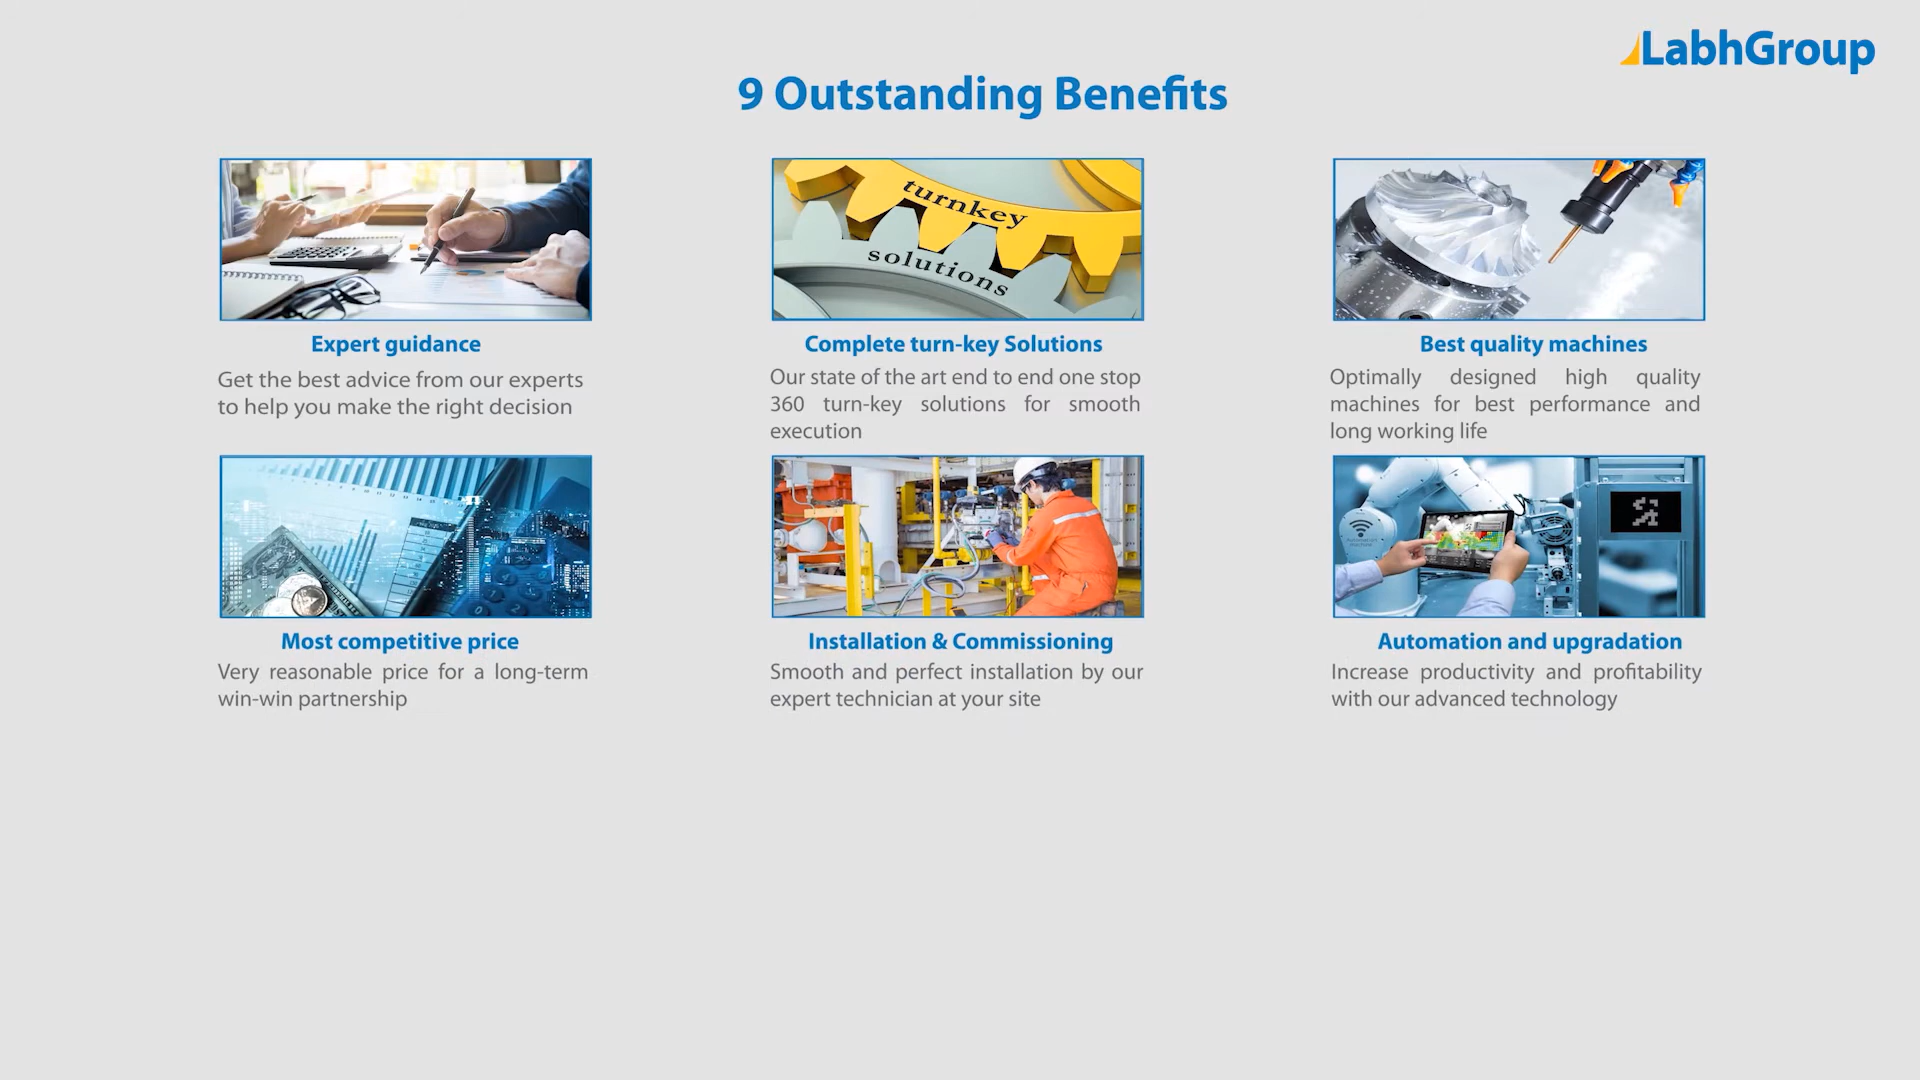 LabhGroup
9 Outstanding Benefits
turnkey
solutions
Expert guidance
Get the best advice from our experts
to help you make the right decision
Complete turn-key Solutions
Our state of the art end to end one stop
360 turn-key solutions for smooth
execution
Best quality machines
Optimally designed high quality
machines for best performance and
long working life
Most competitive price
Very reasonable price for a long-term
win-win partnership
Installation & Commissioning
Smooth and perfect installation by our
expert technician at your site
Automation and upgradation
Increase productivity and profitability
with our advanced technology